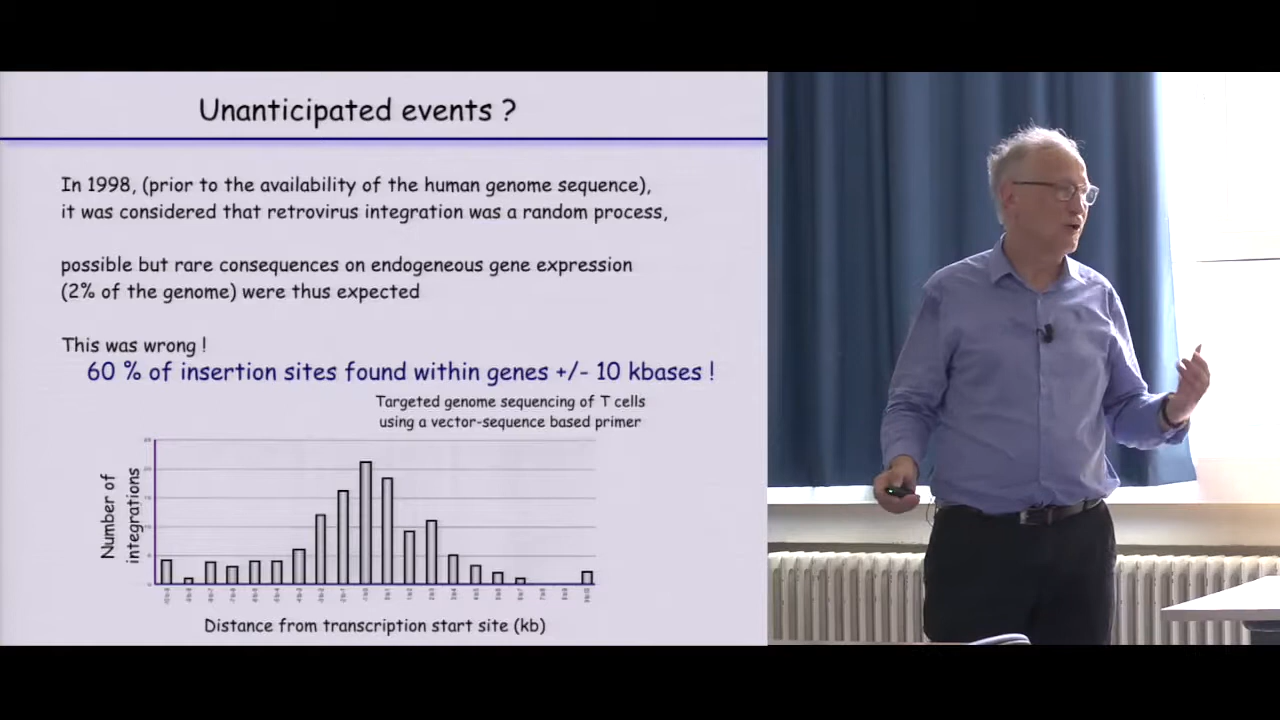 Unanticipated events ?
In 1998, (prior to the availability of the human genome sequence),
it was considered that retrovirus integration was a random process,
possible but rare consequences on endogeneous gene expression
(2% of the genome) were thus expected
This was wrong !
60 % of insertion sites found within genes +/- 10 kbases !
Targeted genome sequencing of T cells
using a vector-sequence based primer
Number of
integrations
Distance from transcription start site (kb)